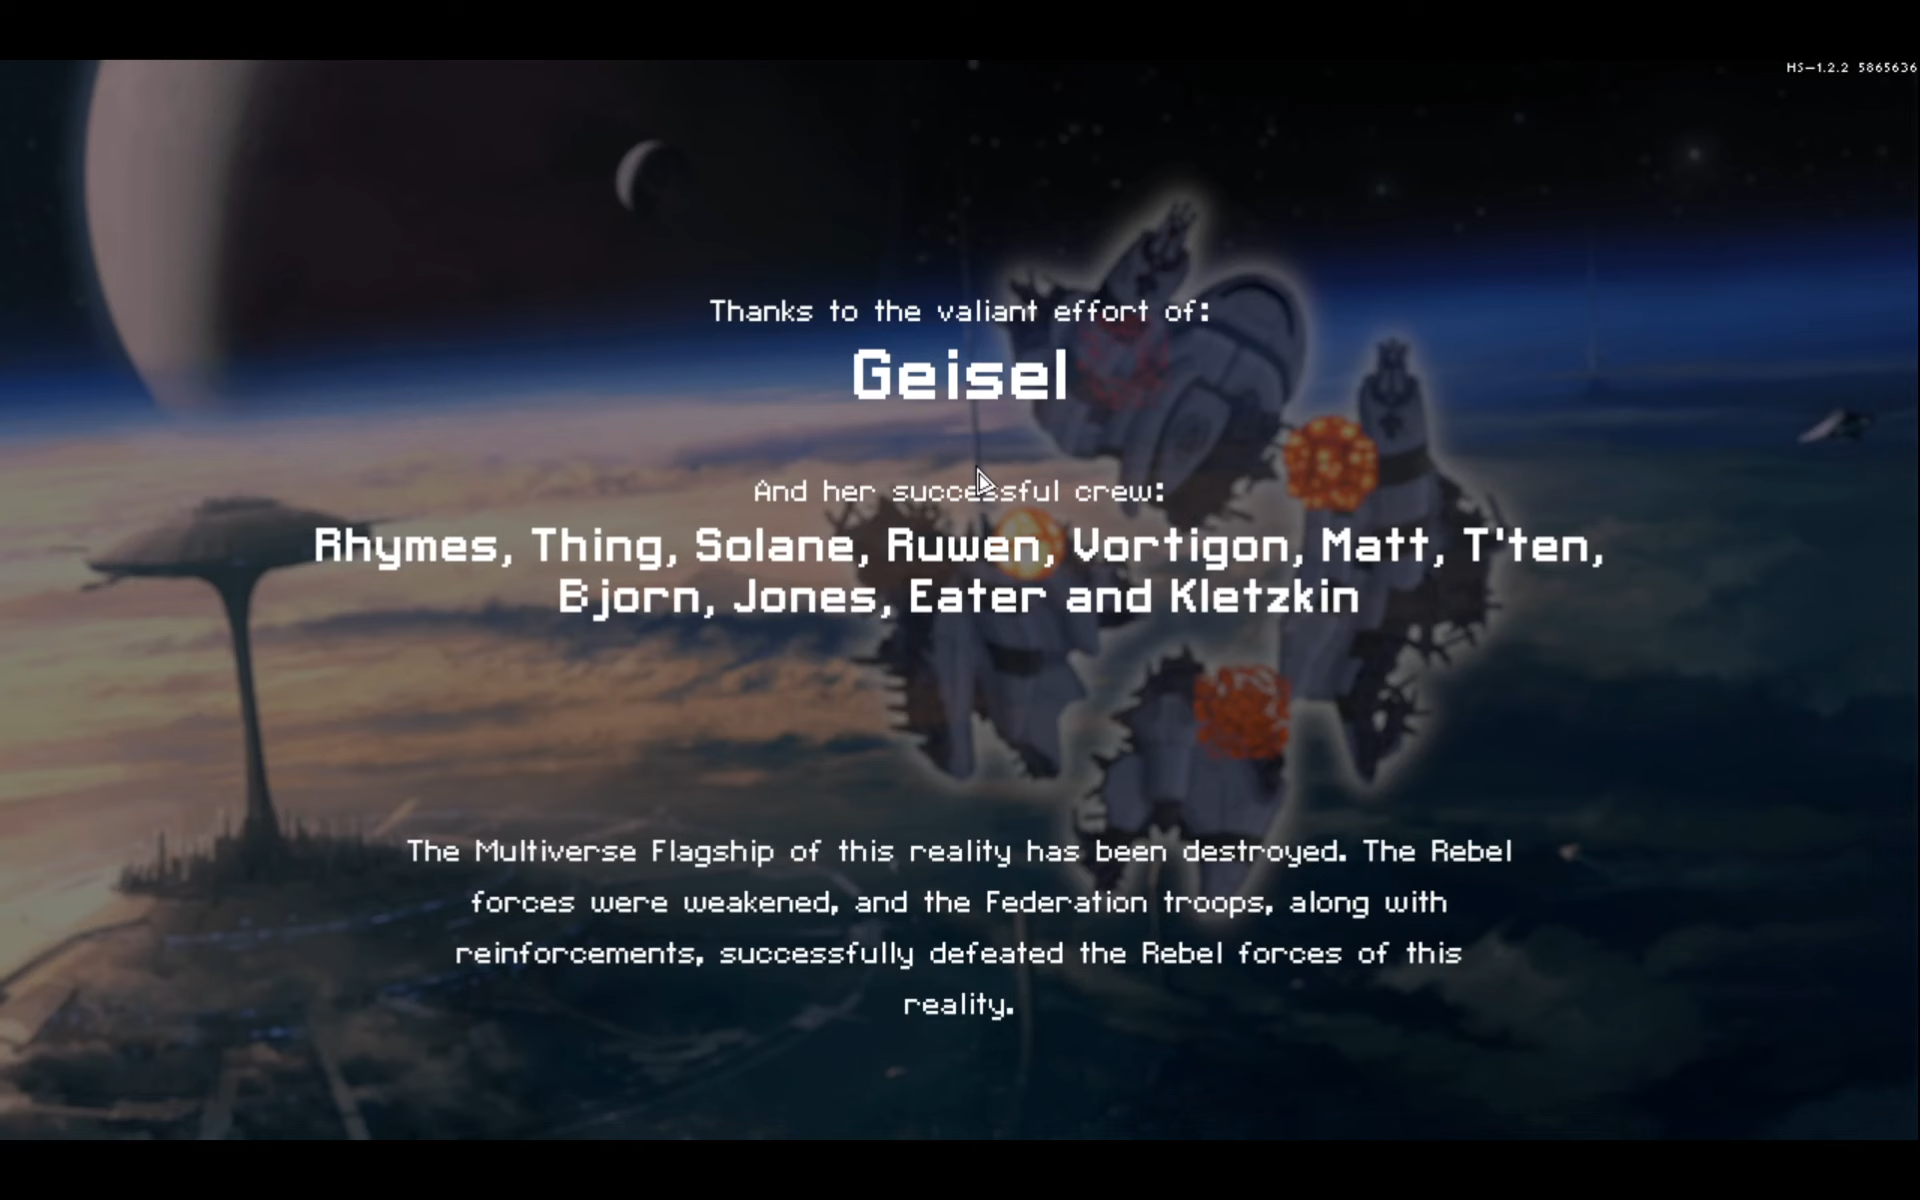 HS-1.2.2 5865636
Thanks to the valiant effort of:
Geisel
And her successful crew:
Rhymes, Thing, Solane, Ruwen, Vortigon, Matt, T'ten,
Bjorn, Jones, Eater and Kletzkin
The Multiverse Flagship of this reality has been destroyed. The Rebel
forces were weakened, and the Federation troops, along with
reinforcements, successfully defeated the Rebel forces of this
reality.